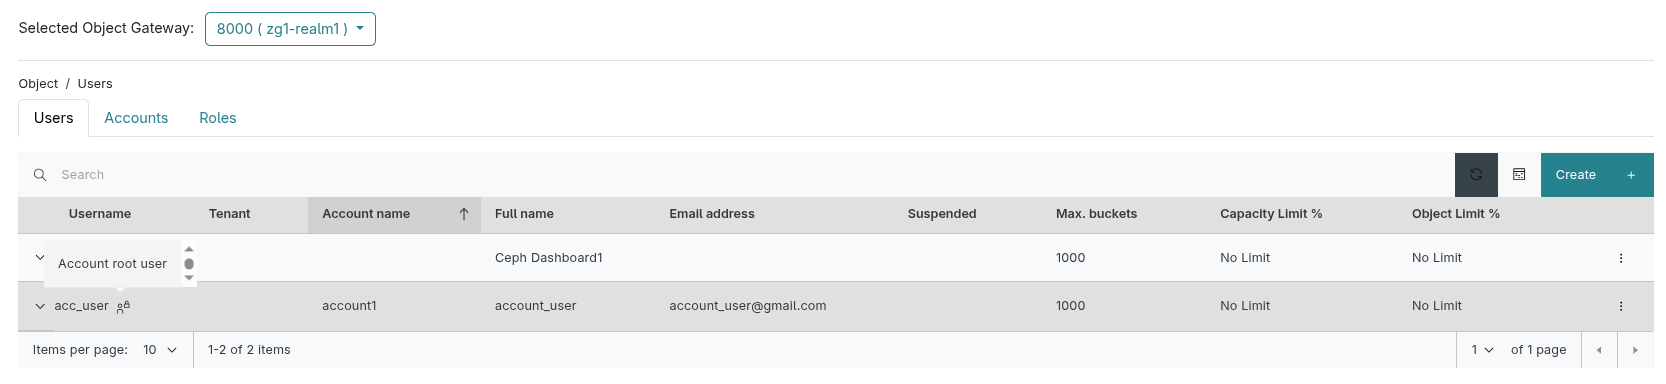 Selected Object Gateway: 8000 ( zg1-realm1 )
Object / Users
Users Accounts Roles
Search Create +
Username Tenant Account name Full name Email address Suspended Max. buckets Capacity Limit % Object Limit %
Account root user Ceph Dashboard1 1000 No Limit No Limit
acc_user account1 account_user account_user@gmail.com 1000 No Limit No Limit
Items per page: 10 1-2 of 2 items 1 of 1 page